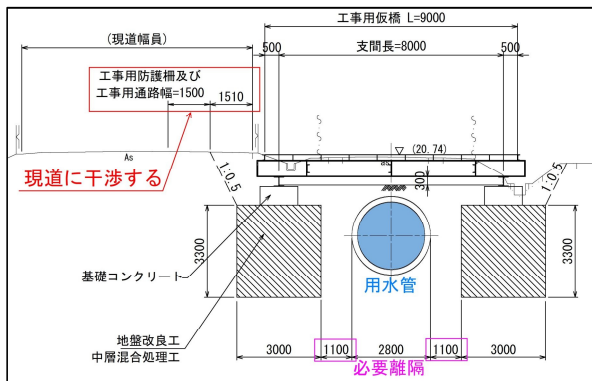 工事用仮橋 L=9000
(現道幅員)
500
支間長=8000
500
工事用防護柵及び
工事用通路幅=1500
1510
(20.74)
As
as
現道に干渉する
1:0.5
1:0.5
300
3300
3300
基礎コンクリート
用水管
地盤改良工
中層混合処理工
3000
1100
2800
1100
3000
必要離隔